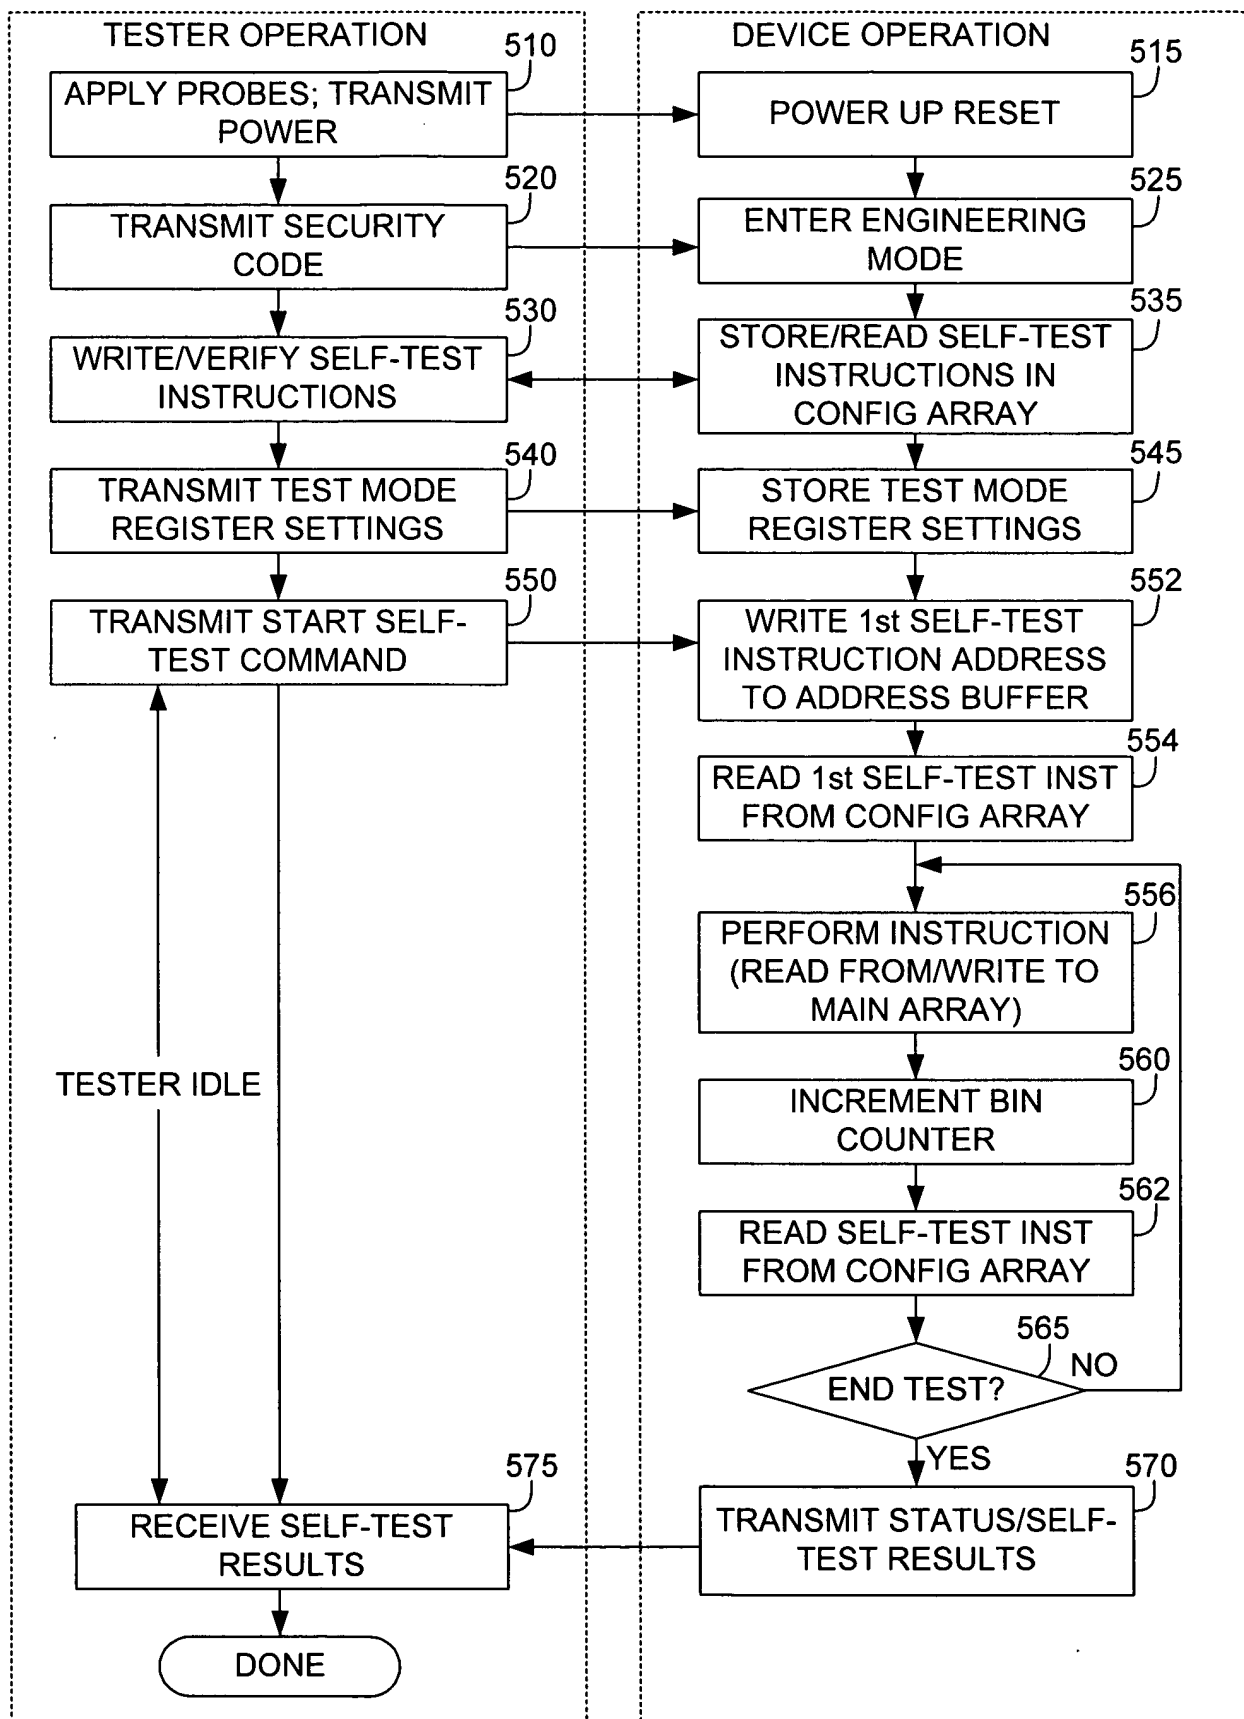 TESTER OPERATION
510
APPLY PROBES; TRANSMIT
POWER
520
TRANSMIT SECURITY
CODE
530
WRITE/VERIFY SELF-TEST
INSTRUCTIONS
540
TRANSMIT TEST MODE
REGISTER SETTINGS
550
TRANSMIT START SELF-
TEST COMMAND
TESTER IDLE
575
RECEIVE SELF-TEST
RESULTS
DONE
DEVICE OPERATION
515
POWER UP RESET
525
ENTER ENGINEERING
MODE
535
STORE/READ SELF-TEST
INSTRUCTIONS IN
CONFIG ARRAY
545
STORE TEST MODE
REGISTER SETTINGS
552
WRITE 1st SELF-TEST
INSTRUCTION ADDRESS
TO ADDRESS BUFFER
554
READ 1st SELF-TEST INST
FROM CONFIG ARRAY
556
PERFORM INSTRUCTION
(READ FROM/WRITE TO
MAIN ARRAY)
560
INCREMENT BIN
COUNTER
562
READ SELF-TEST INST
FROM CONFIG ARRAY
565
END TEST?
NO
YES
570
TRANSMIT STATUS/SELF-
TEST RESULTS